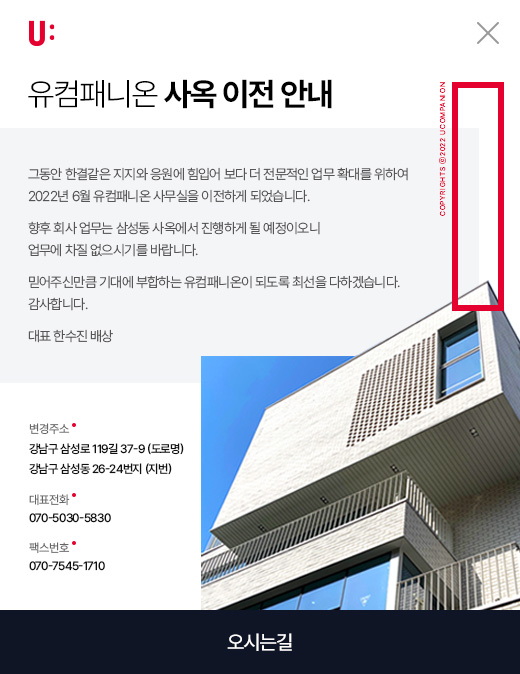 U:
유컴패니온 사옥 이전 안내
COPYRIGHTS ⓒ2022 UCOMPANION
그동안 한결같은 지지와 응원에 힘입어 보다 더 전문적인 업무 확대를 위하여
2022년 6월 유컴패니온 사무실을 이전하게 되었습니다.
향후 회사 업무는 삼성동 사옥에서 진행하게 될 예정이오니
업무에 차질 없으시기를 바랍니다.
믿어주신만큼 기대에 부합하는 유컴패니온이 되도록 최선을 다하겠습니다.
감사합니다.
대표 한수진 배상
변경주소
강남구 삼성로 119길 37-9 (도로명)
강남구 삼성동 26-24번지 (지번)
대표전화
070-5030-5830
팩스번호
070-7545-1710
오시는길